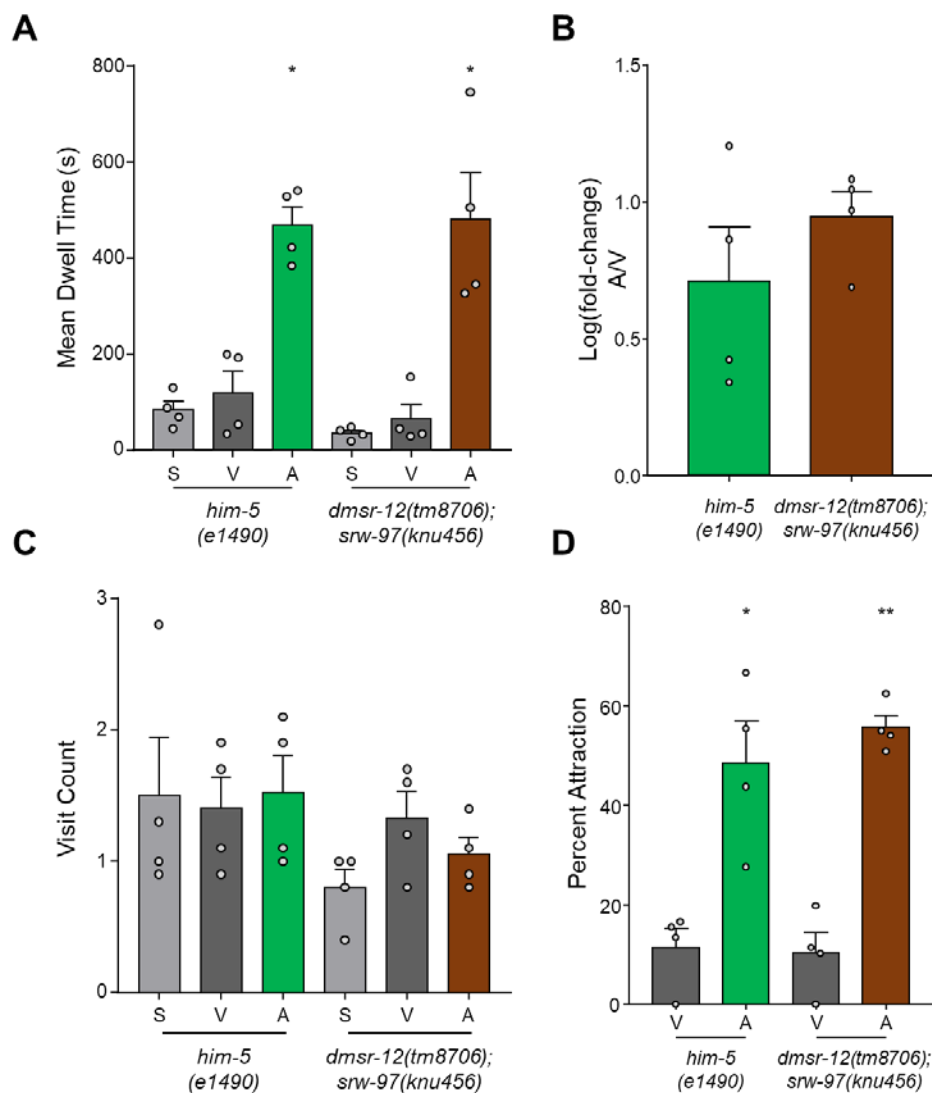 A
Mean Dwell Time (s)
800
600
400
200
0
*
*
S V A S V A
him-5
(e1490)
dmsr-12(tm8706);
srw-97(knu456)
B
Log(fold-change)
A/V
1.5
1.0
0.5
0.0
him-5
(e1490)
dmsr-12(tm8706);
srw-97(knu456)
C
Visit Count
3
2
1
0
S V A S V A
him-5
(e1490)
dmsr-12(tm8706);
srw-97(knu456)
D
Percent Attraction
80
60
40
20
0
*
**
V A V A
him-5
(e1490)
dmsr-12(tm8706);
srw-97(knu456)